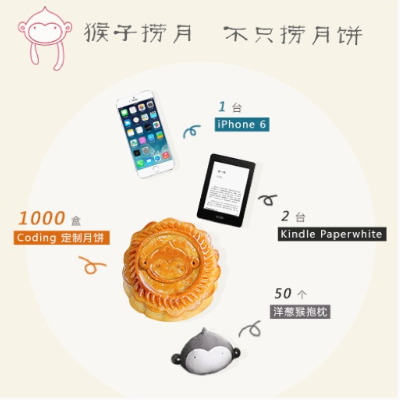 猴子捞月 不只捞月饼
1 台
iPhone 6
2 台
Kindle Paperwhite
1000 盒
Coding 定制月饼
50 个
洋葱猴抱枕